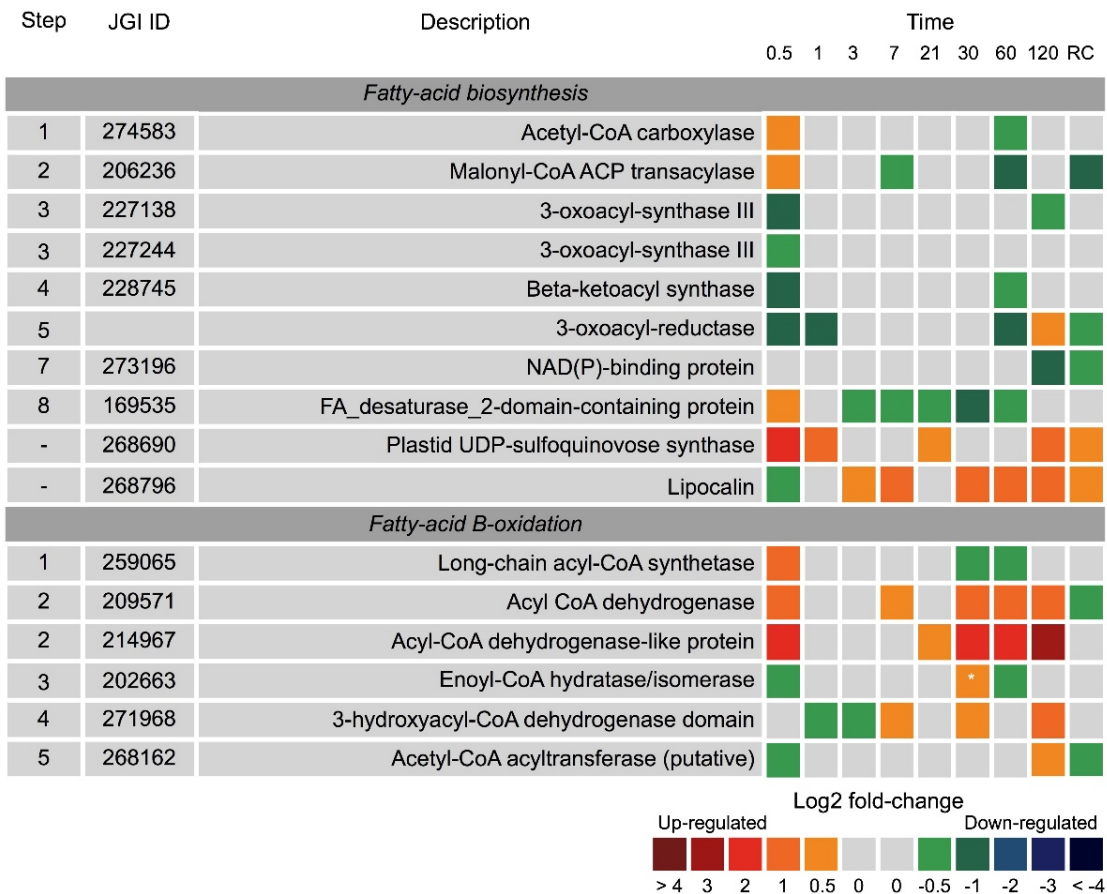 Step JGI ID Description Time
0.5 1 3 7 21 30 60 120 RC
Fatty-acid biosynthesis
1 274583 Acetyl-CoA carboxylase
2 206236 Malonyl-CoA ACP transacylase
3 227138 3-oxoacyl-synthase III
3 227244 3-oxoacyl-synthase III
4 228745 Beta-ketoacyl synthase
5 3-oxoacyl-reductase
7 273196 NAD(P)-binding protein
8 169535 FA_desaturase_2-domain-containing protein
- 268690 Plastid UDP-sulfoquinovose synthase
- 268796 Lipocalin
Fatty-acid B-oxidation
1 259065 Long-chain acyl-CoA synthetase
2 209571 Acyl CoA dehydrogenase
2 214967 Acyl-CoA dehydrogenase-like protein
3 202663 Enoyl-CoA hydratase/isomerase *
4 271968 3-hydroxyacyl-CoA dehydrogenase domain
5 268162 Acetyl-CoA acyltransferase (putative)
Log2 fold-change
Up-regulated Down-regulated
> 4 3 2 1 0.5 0 0 -0.5 -1 -2 -3 < -4